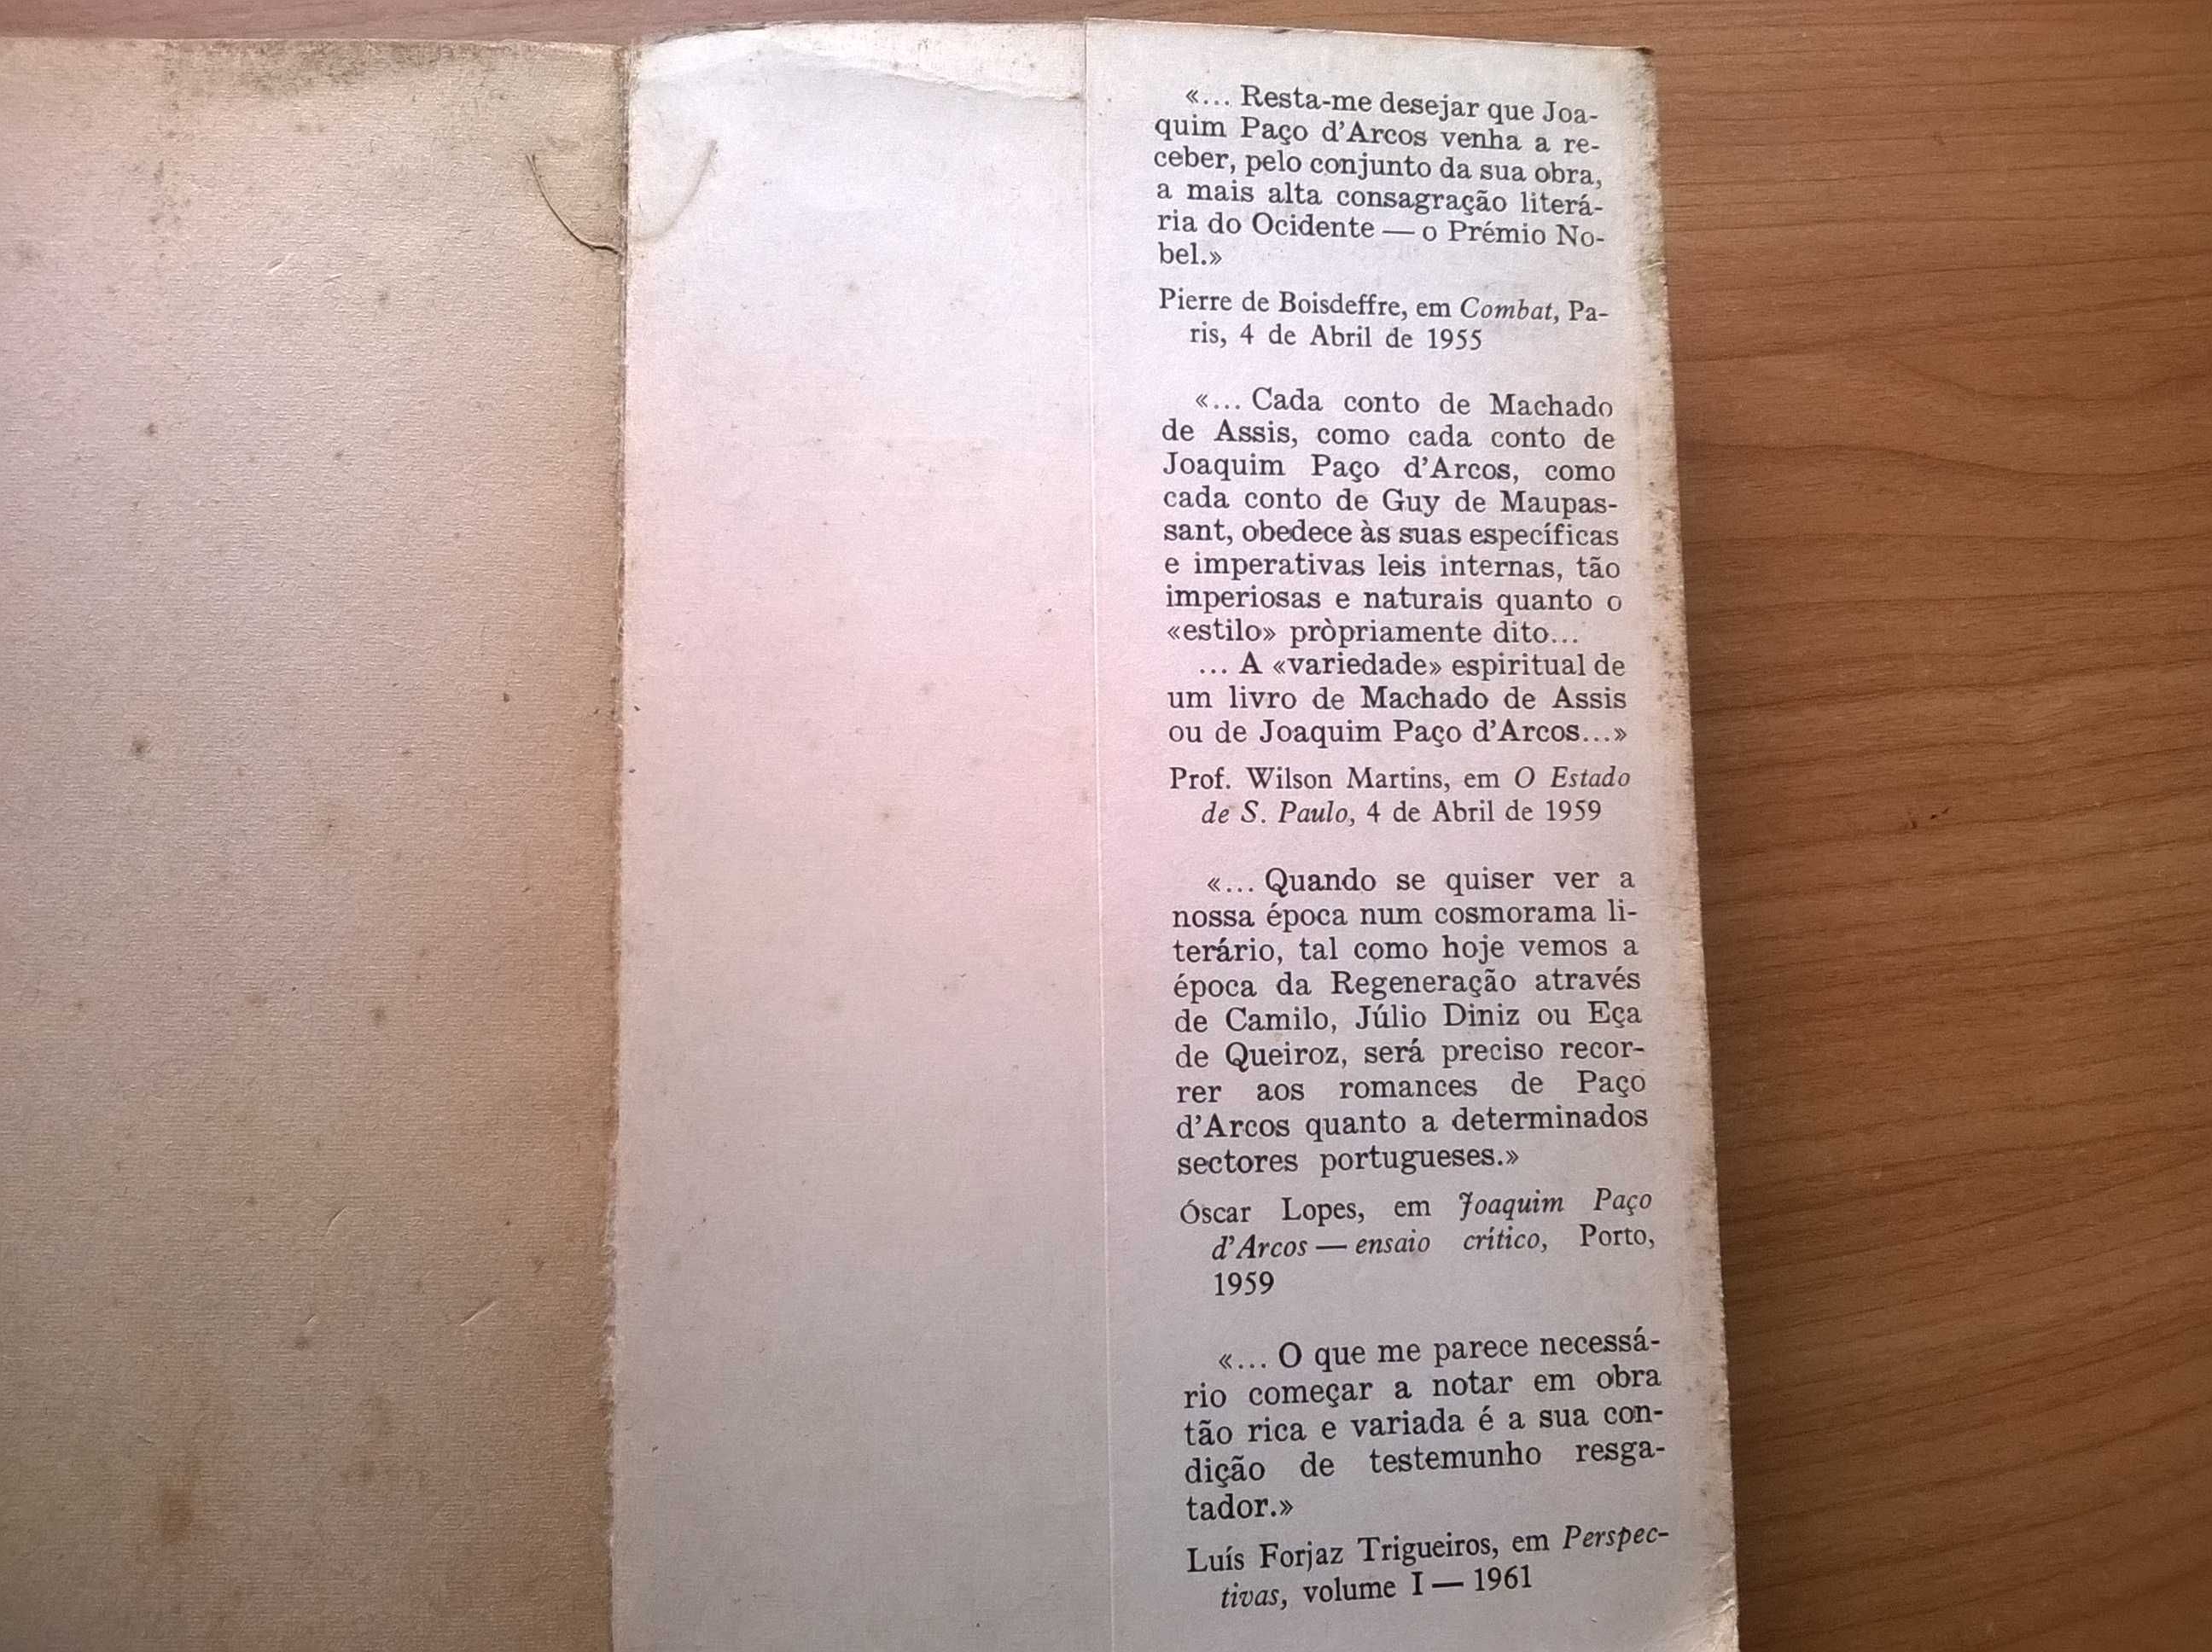 «... Resta-me desejar que Joa-
quim Paço d'Arcos venha a re-
ceber, pelo conjunto da sua obra,
a mais alta consagração literá-
ria do Ocidente — o Prémio No-
bel.»
Pierre de Boisdeffre, em Combat, Pa-
ris, 4 de Abril de 1955
«... Cada conto de Machado
de Assis, como cada conto de
Joaquim Paço d'Arcos, como
cada conto de Guy de Maupas-
sant, obedece às suas específicas
e imperativas leis internas, tão
imperiosas e naturais quanto o
«estilo» pròpriamente dito...
... A «variedade» espiritual de
um livro de Machado de Assis
ou de Joaquim Paço d'Arcos...»
Prof. Wilson Martins, em O Estado
de S. Paulo, 4 de Abril de 1959
«... Quando se quiser ver a
nossa época num cosmorama li-
terário, tal como hoje vemos a
época da Regeneração através
de Camilo, Júlio Diniz ou Eça
de Queiroz, será preciso recor-
rer aos romances de Paço
d'Arcos quanto a determinados
sectores portugueses.»
Óscar Lopes, em Joaquim Paço
d'Arcos — ensaio crítico, Porto,
1959
«... O que me parece necessá-
rio começar a notar em obra
tão rica e variada é a sua con-
dição de testemunho resga-
tador.»
Luís Forjaz Trigueiros, em Perspec-
tivas, volume I — 1961